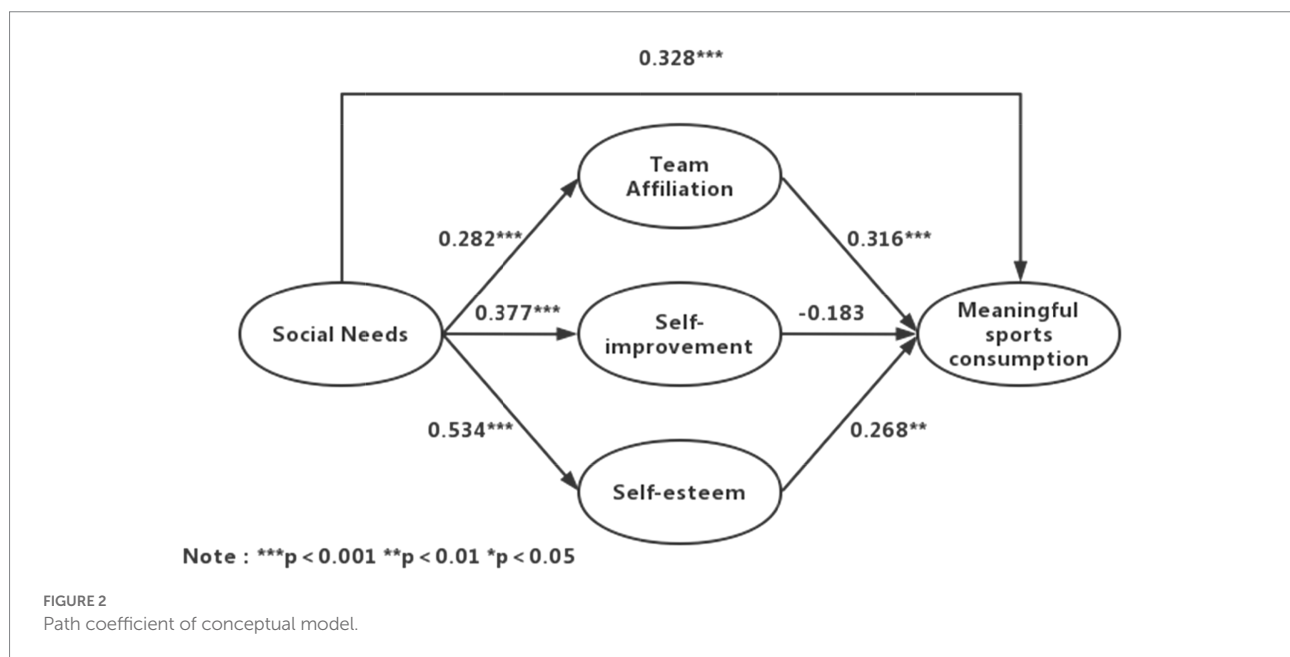 0.328***
Team
Affiliation
0.282***
0.316***
Social Needs
0.377***
Self-
improvement
-0.183
Meaningful
sports
consumption
0.534***
0.268**
Self-esteem
Note : ***p < 0.001 **p < 0.01 *p < 0.05
FIGURE 2
Path coefficient of conceptual model.